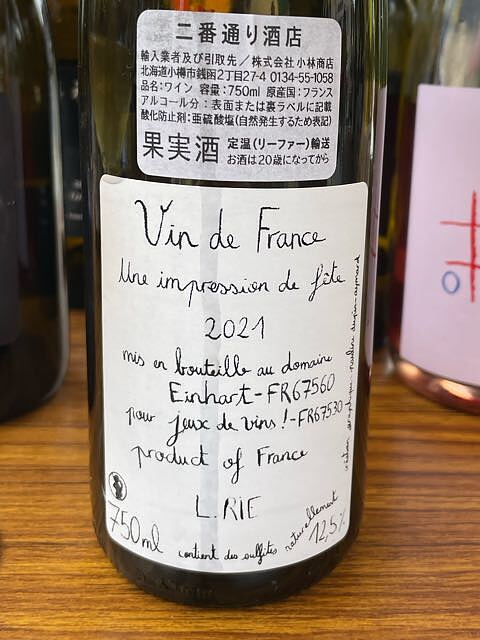 二番通り酒店
輸入業者及び引取先／株式会社 小林商店
北海道小樽市銭函2丁目27-4 0134-55-1058
品名:ワイン 容量:750ml 原産国:フランス
アルコール分:表面または裏ラベルに記載
酸化防止剤:亜硫酸塩(自然発生するため表記)
果実酒 定温(リーファー)輸送
お酒は20歳になってから
Vin de France
Une impression de fête
2021
mis en bouteille au domaine
Einhart-FR67560
pour jeux de vins !-FR67530
product of France
L.RIE
750ml
contient des sulfites naturellement
12,5%